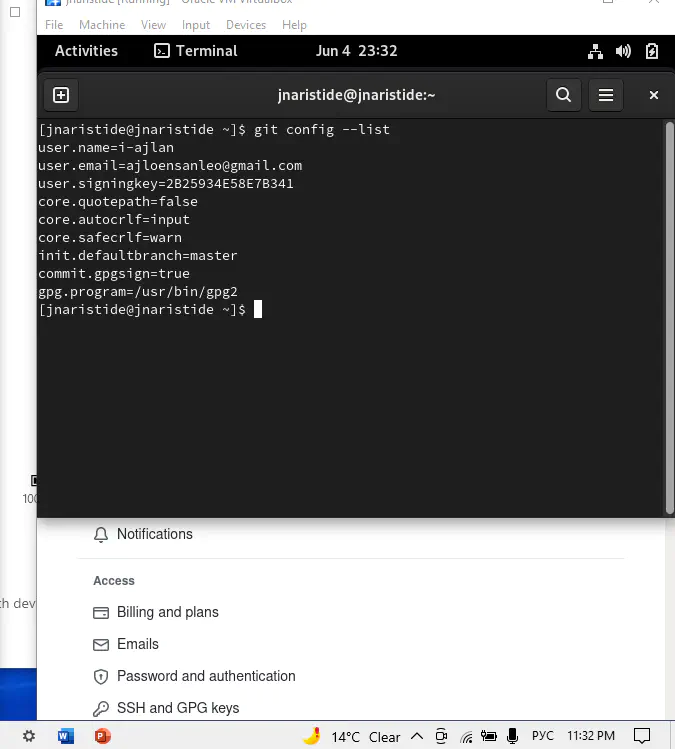 jnaristide [Running] - Oracle VM VirtualBox
File Machine View Input Devices Help
Activities Terminal Jun 4 23:32
jnaristide@jnaristide:~
[jnaristide@jnaristide ~]$ git config --list
user.name=i-ajlan
user.email=ajloensanleo@gmail.com
user.signingkey=2B25934E58E7B341
core.quotepath=false
core.autocrlf=input
core.safecrlf=warn
init.defaultbranch=master
commit.gpgsign=true
gpg.program=/usr/bin/gpg2
[jnaristide@jnaristide ~]$
100
Notifications
Access
th dev
Billing and plans
Emails
Password and authentication
SSH and GPG keys
14°C Clear РУС 11:32 PM